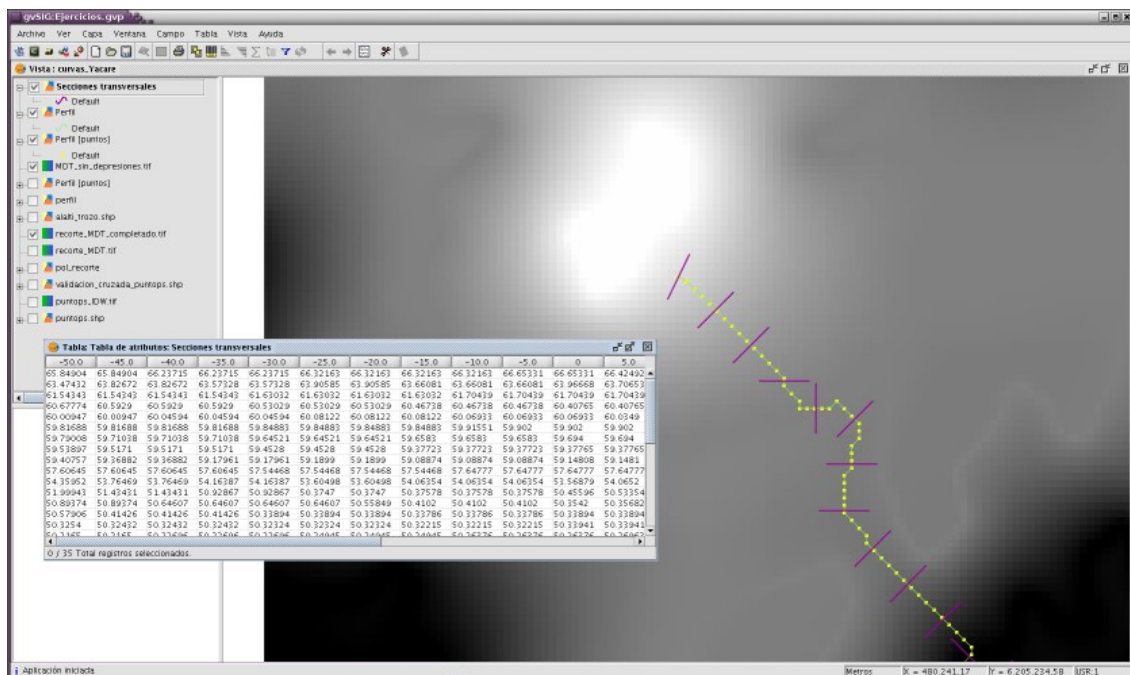 gvSIG:Ejercicios.gvp
Archivo Ver Capa Ventana Campo Tabla Vista Ayuda
Vista : curvas_Yacare
Secciones transversales
Default
Perfil
Default
Perfil [puntos]
Default
MDT_sin_depresiones.tif
Perfil [puntos]
perfil
alalti_trozo.shp
recorte_MDT_completado.tif
recorte_MDT.tif
pol_recorte
validacion_cruzada_puntops.shp
puntops_IDW.tif
puntops.shp
Tabla: Tabla de atributos: Secciones transversales
-50.0 -45.0 -40.0 -35.0 -30.0 -25.0 -20.0 -15.0 -10.0 -5.0 0 5.0
65.84904 65.84904 66.23715 66.23715 66.23715 66.32163 66.32163 66.32163 66.32163 66.65331 66.65331 66.42492
63.47432 63.82672 63.82672 63.57328 63.57328 63.90585 63.90585 63.66081 63.66081 63.66081 63.96668 63.70653
61.54343 61.54343 61.54343 61.54343 61.63032 61.63032 61.63032 61.63032 61.70439 61.70439 61.70439 61.70439
60.67774 60.5929 60.5929 60.5929 60.53029 60.53029 60.53029 60.46738 60.46738 60.46738 60.40765 60.40765
60.00947 60.00947 60.04594 60.04594 60.04594 60.08122 60.08122 60.08122 60.06933 60.06933 60.06933 60.0349
59.81688 59.81688 59.81688 59.81688 59.84883 59.84883 59.84883 59.84883 59.91551 59.902 59.902 59.902
59.79008 59.71038 59.71038 59.71038 59.64521 59.64521 59.64521 59.6583 59.6583 59.6583 59.694 59.694
59.53897 59.5171 59.5171 59.5171 59.4528 59.4528 59.4528 59.37723 59.37723 59.37723 59.37765 59.37765
59.40757 59.36882 59.36882 59.17961 59.17961 59.1899 59.1899 59.08874 59.08874 59.08874 59.14808 59.1481
57.60645 57.60645 57.60645 57.54468 57.54468 57.54468 57.54468 57.64777 57.64777 57.64777 57.64777 57.64777
54.35952 53.76469 53.76469 54.16387 54.16387 53.60498 53.60498 54.06354 54.06354 54.06354 53.56879 54.0652
51.99943 51.43431 51.43431 50.92867 50.92867 50.3747 50.3747 50.37578 50.37578 50.37578 50.45596 50.53354
50.89374 50.89374 50.64607 50.64607 50.64607 50.64607 50.55849 50.4102 50.4102 50.4102 50.3542 50.35682
50.57906 50.41426 50.41426 50.41426 50.33894 50.33894 50.33894 50.33786 50.33786 50.33786 50.33786 50.33894
50.3254 50.32432 50.32432 50.32432 50.32324 50.32324 50.32324 50.32215 50.32215 50.32215 50.33941 50.33941
0 / 35 Total registros seleccionados.
Aplicación iniciada. Metros X = 480.241,17 Y = 6.205.234,58 USR:1